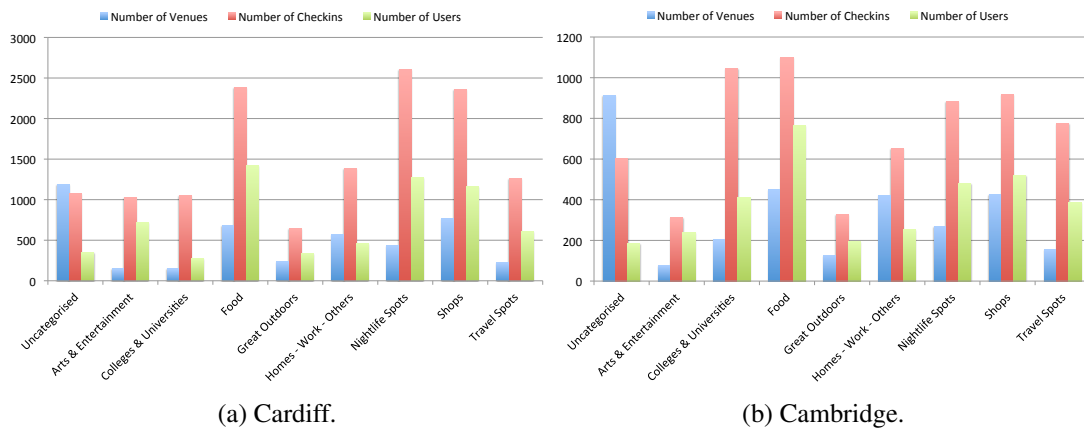 Number of Venues Number of Checkins Number of Users
3000
2500
2000
1500
1000
500
0
Uncategorised
Arts & Entertainment
Colleges & Universities
Food
Great Outdoors
Homes - Work - Others
Nightlife Spots
Shops
Travel Spots
(a) Cardiff.
Number of Venues Number of Checkins Number of Users
1200
1000
800
600
400
200
0
Uncategorised
Arts & Entertainment
Colleges & Universities
Food
Great Outdoors
Homes - Work - Others
Nightlife Spots
Shops
Travel Spots
(b) Cambridge.